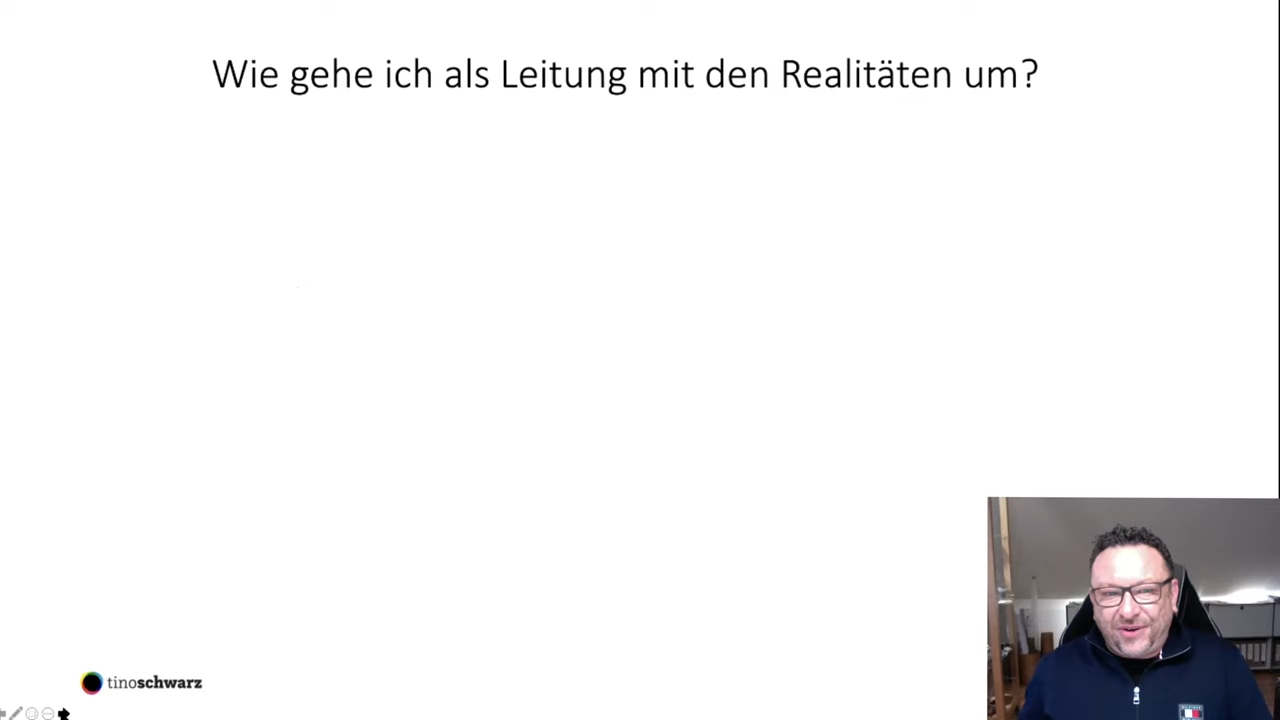 Wie gehe ich als Leitung mit den Realitäten um?
tinoschwarz